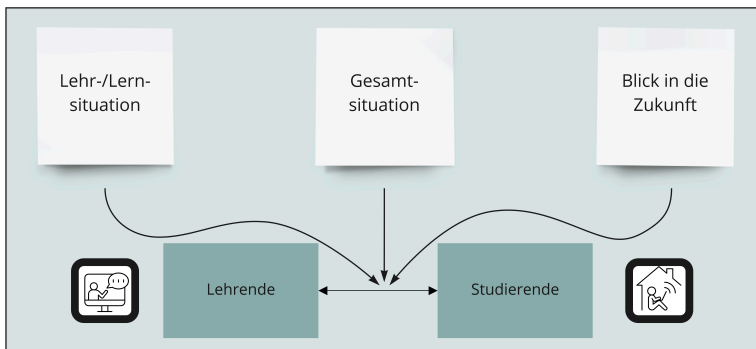 Lehr-/Lern-
situation
Gesamt-
situation
Blick in die
Zukunft
Lehrende
Studierende